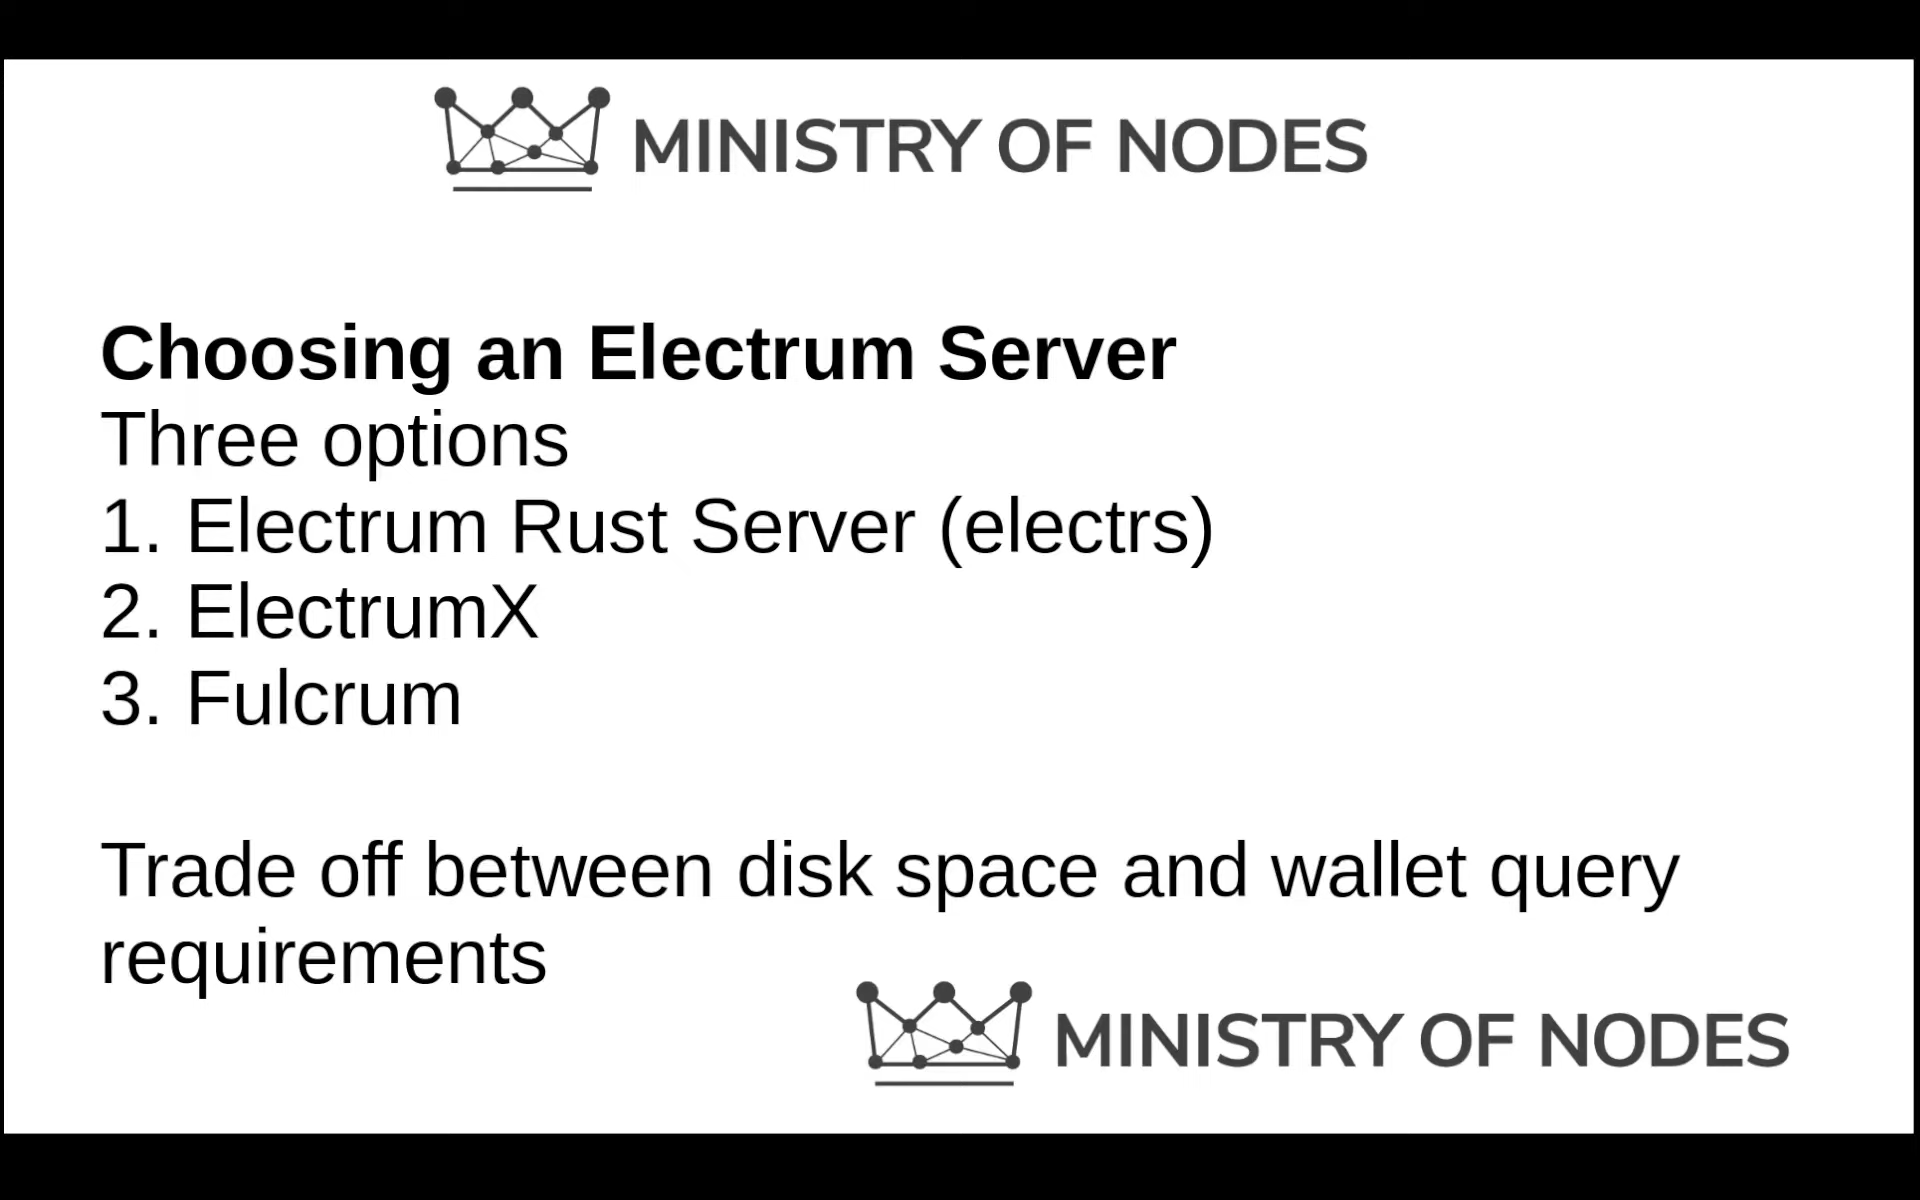 MINISTRY OF NODES
Choosing an Electrum Server
Three options
1. Electrum Rust Server (electrs)
2. ElectrumX
3. Fulcrum
Trade off between disk space and wallet query
requirements
MINISTRY OF NODES